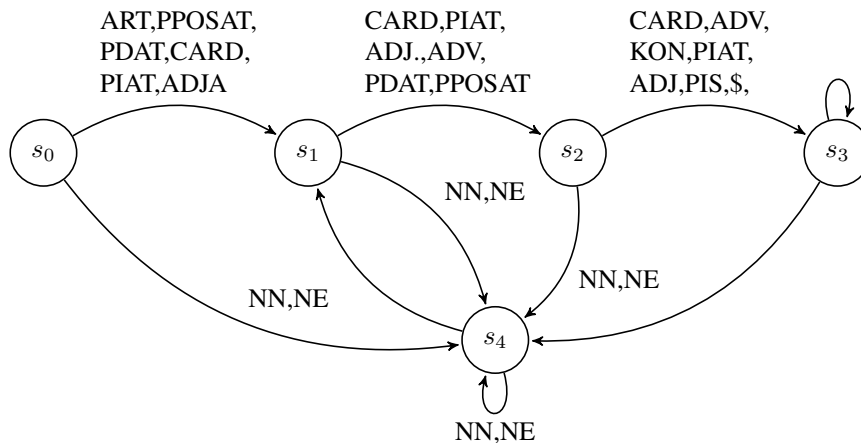 ART,PPOSAT,
PDAT,CARD,
PIAT,ADJA
CARD,PIAT,
ADJ.,ADV,
PDAT,PPOSAT
CARD,ADV,
KON,PIAT,
ADJ,PIS,$,
s0
s1
s2
s3
NN,NE
NN,NE
NN,NE
s4
NN,NE